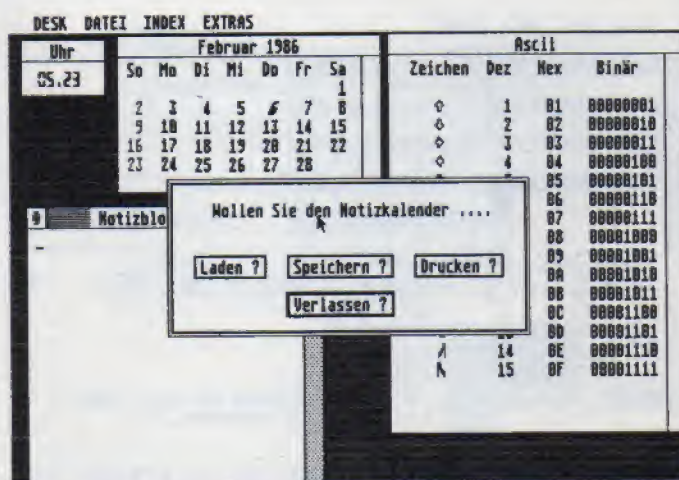 DESK DATEI INDEX EXTRAS
Uhr
05.23
Februar 1986
So Mo Di Mi Do Fr Sa
1
2 3 4 5 6 7 8
9 10 11 12 13 14 15
16 17 18 19 20 21 22
23 24 25 26 27 28
Ascii
Zeichen Dez Hex Binär
⇧ 1 01 00000001
2 02 00000010
3 03 00000011
4 04 00000100
05 00000101
06 00000110
07 00000111
08 00001000
09 00001001
0A 00001010
0B 00001011
0C 00001100
0D 00001101
14 0E 00001110
15 0F 00001111
Notizblo
Wollen Sie den Notizkalender ....
Laden ?
Speichern ?
Drucken ?
Verlassen ?